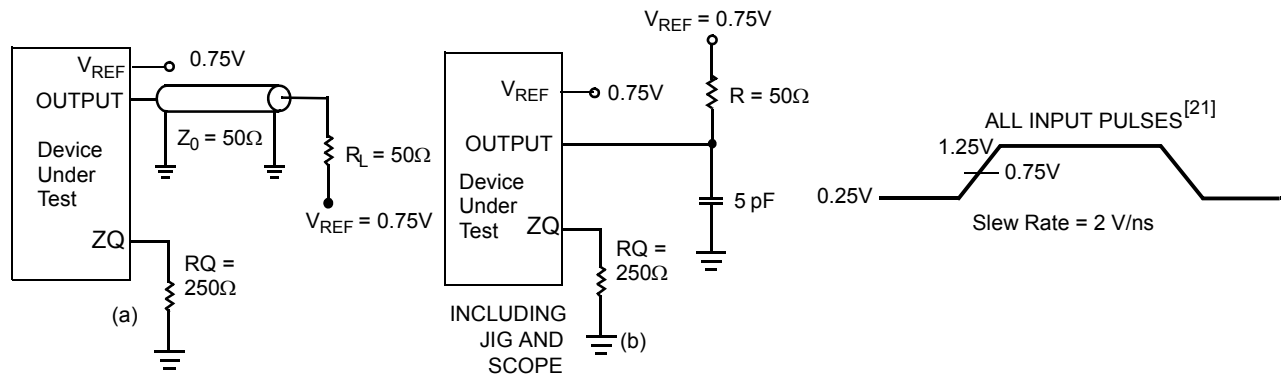 V_REF 0.75V
OUTPUT
Z_0 = 50Ω
Device
Under
Test
R_L = 50Ω
V_REF = 0.75V
ZQ
RQ =
250Ω
(a)
V_REF = 0.75V
R = 50Ω
V_REF 0.75V
OUTPUT
Device
Under
Test
5 pF
ZQ
RQ =
250Ω
INCLUDING
JIG AND
SCOPE
(b)
ALL INPUT PULSES[21]
1.25V
0.75V
0.25V
Slew Rate = 2 V/ns